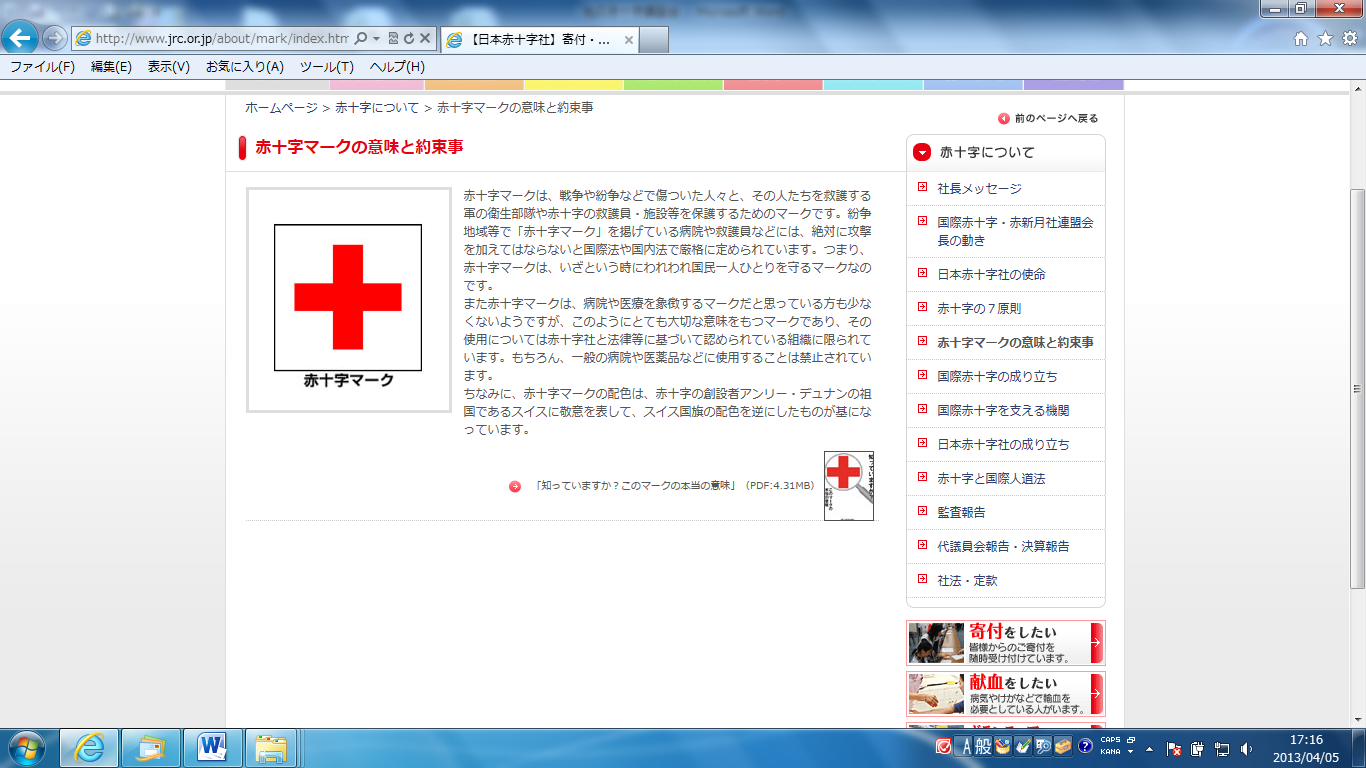 http://www.jrc.or.jp/about/mark/index.htm
【日本赤十字社】寄付・...
ファイル(F) 編集(E) 表示(V) お気に入り(A) ツール(T) ヘルプ(H)
ホームページ > 赤十字について > 赤十字マークの意味と約束事
前のページへ戻る
赤十字マークの意味と約束事
赤十字マーク
赤十字マークは、戦争や紛争などで傷ついた人々と、その人たちを救護する
軍の衛生部隊や赤十字の救護員・施設等を保護するためのマークです。紛争
地域等で「赤十字マーク」を掲げている病院や救護員などには、絶対に攻撃
を加えてはならないと国際法や国内法で厳格に定められています。つまり、
赤十字マークは、いざという時にわれわれ国民一人ひとりを守るマークなの
です。
また赤十字マークは、病院や医療を象徴するマークだと思っている方も少な
くないようですが、このようにとても大切な意味をもつマークであり、その
使用については赤十字社と法律等に基づいて認められている組織に限られて
います。もちろん、一般の病院や医薬品などに使用することは禁止されてい
ます。
ちなみに、赤十字マークの配色は、赤十字の創設者アンリー・デュナンの祖
国であるスイスに敬意を表して、スイス国旗の配色を逆にしたものが基にな
っています。
「知っていますか？このマークの本当の意味」（PDF:4.31MB）
知っていますか？
赤十字について
社長メッセージ
国際赤十字・赤新月社連盟会
長の動き
日本赤十字社の使命
赤十字の７原則
赤十字マークの意味と約束事
国際赤十字の成り立ち
国際赤十字を支える機関
日本赤十字社の成り立ち
赤十字と国際人道法
監査報告
代議員会報告・決算報告
社法・定款
寄付をしたい
皆様からのご寄付を
随時受け付けています。
献血をしたい
病気やけがなどで輸血を
必要としている人がいます。
A 般
CAPS
KANA
17:16
2013/04/05